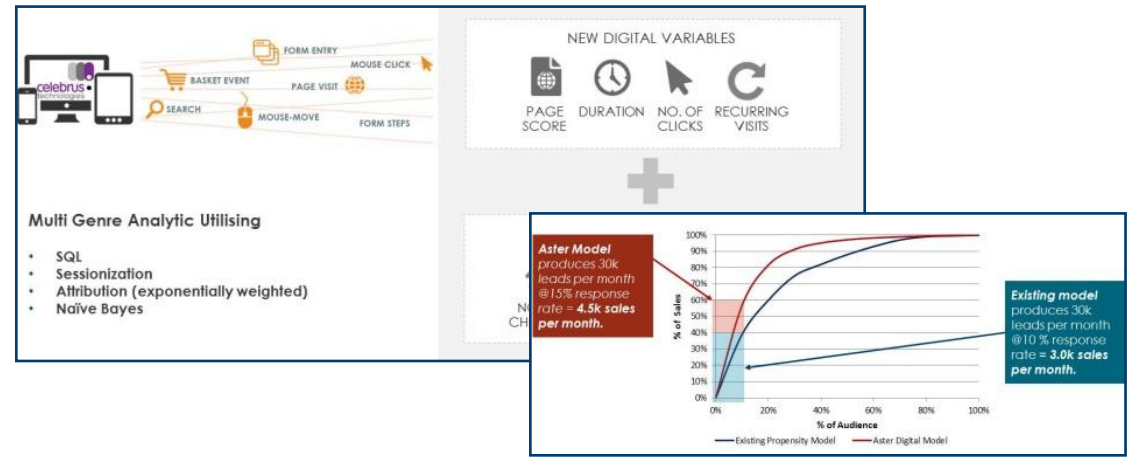 celebrus
technologies
FORM ENTRY
MOUSE CLICK
BASKET EVENT
PAGE VISIT
SEARCH
MOUSE-MOVE
FORM STEPS
Multi Genre Analytic Utilising
• SQL
• Sessionization
• Attribution (exponentially weighted)
• Naïve Bayes
NEW DIGITAL VARIABLES
PAGE
SCORE
DURATION
NO. OF
CLICKS
RECURRING
VISITS
Aster Model
produces 30k
leads per month
@15% response
rate = 4.5k sales
per month.
100%
90%
80%
70%
60%
50%
40%
30%
20%
10%
0%
% of Sales
0% 20% 40% 60% 80% 100%
% of Audience
Existing Propensity Model Aster Digital Model
Existing model
produces 30k
leads per month
@10 % response
rate = 3.0k sales
per month.